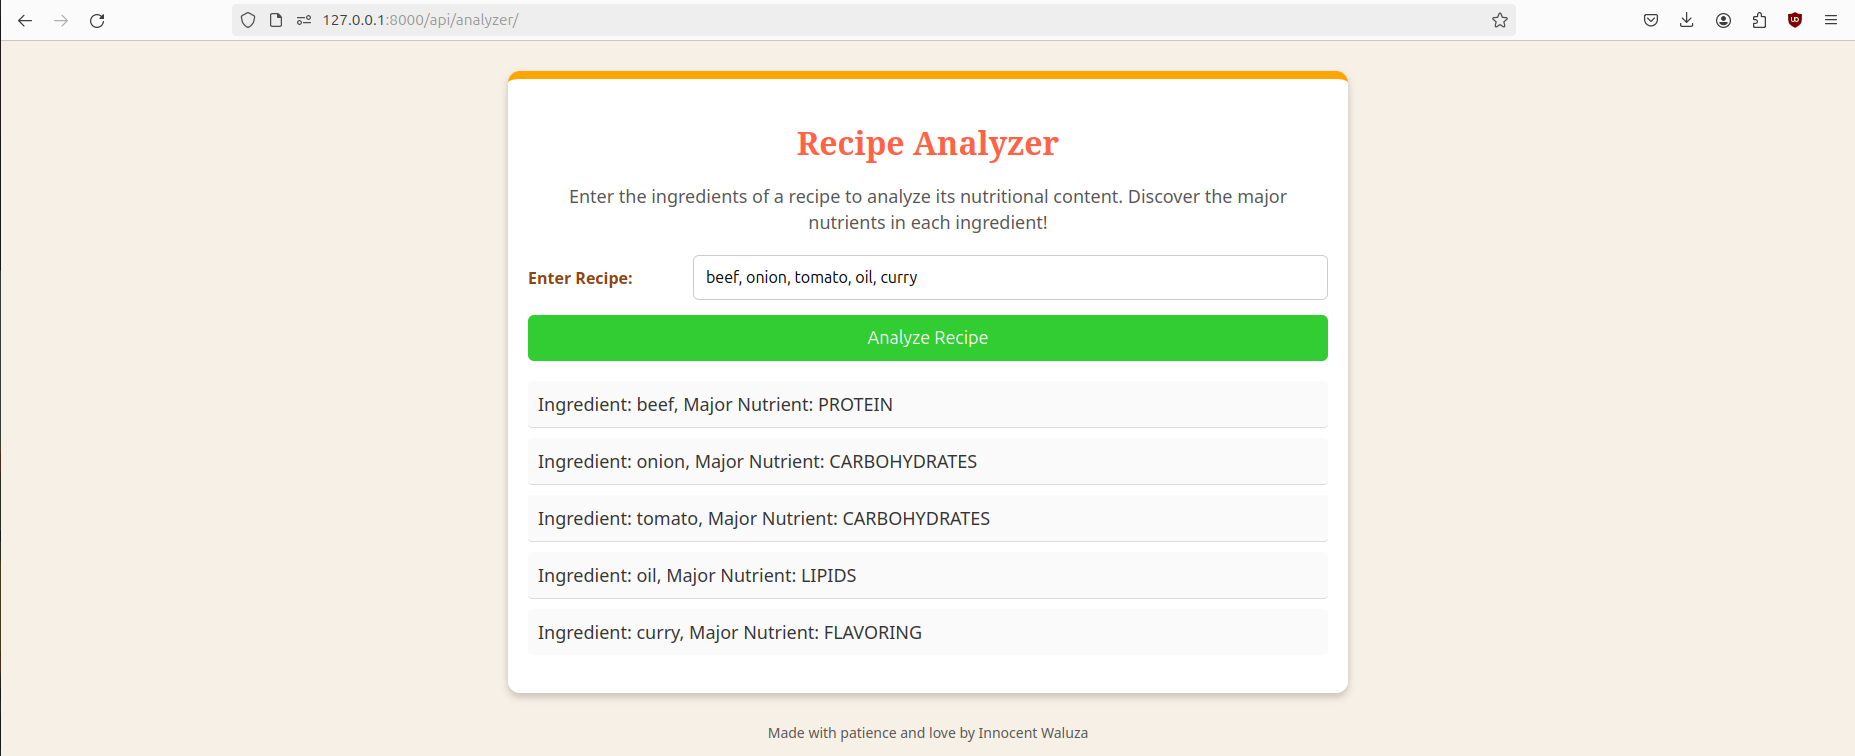 127.0.0.1:8000/api/analyzer/
Recipe Analyzer
Enter the ingredients of a recipe to analyze its nutritional content. Discover the major
nutrients in each ingredient!
Enter Recipe:
beef, onion, tomato, oil, curry
Analyze Recipe
Ingredient: beef, Major Nutrient: PROTEIN
Ingredient: onion, Major Nutrient: CARBOHYDRATES
Ingredient: tomato, Major Nutrient: CARBOHYDRATES
Ingredient: oil, Major Nutrient: LIPIDS
Ingredient: curry, Major Nutrient: FLAVORING
Made with patience and love by Innocent Waluza